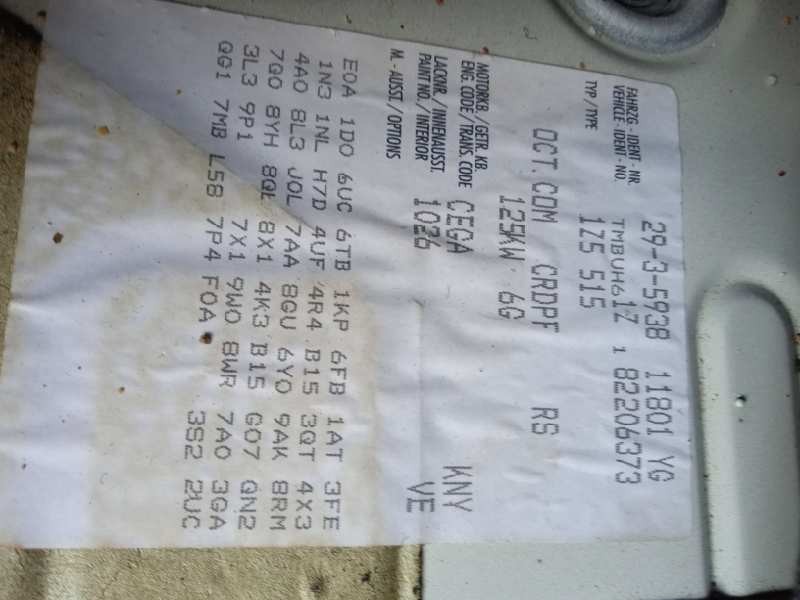 29-3-5938 11801 YG
FAHRZG - IDENT - NR.
VEHICLE - IDENT - NO. TMBUH61Z 1 82206373
TYP / TYPE 1Z5 515
OCT.COM CRDPF RS
125KW 6G
MOTORKB. / GETR. KB.
ENG. CODE / TRANS. CODE CEGA KNY
LACKNR. / INNENAUSST.
PAINT NO. / INTERIOR 1026 VE
M. - AUSST. / OPTIONS
E0A 1D0 6UC 6TB 1KP 6FB 1AT 3FE
1N3 1NL H7D 4UF 4R4 B15 3QT 4X3
4A0 8L3 J0L 7AA 8QU 6Y0 9AK 8RM
7Q0 8YH 8QL 8X1 4K3 B15 G07 QN2
3L3 9P1 7X1 9W0 8WR 7A0 3GA
QG1 7MB L58 7P4 F0A 3S2 2UC